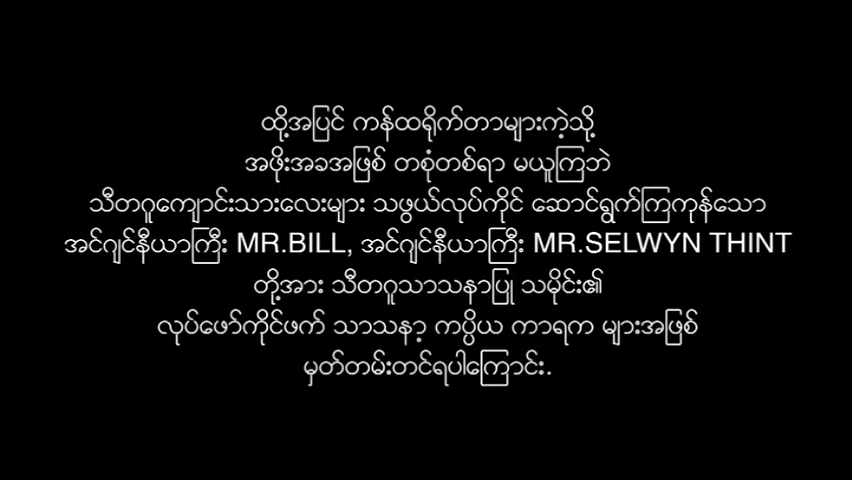 ထို့အပြင် ကန်ထရိုက်တာများကဲ့သို့
အဖိုးအခအဖြစ် တစုံတစ်ရာ မယူကြဘဲ
သီတဂူကျောင်းသားလေးများ သဖွယ်လုပ်ကိုင် ဆောင်ရွက်ကြကုန်သော
အင်ဂျင်နီယာကြီး MR.BILL, အင်ဂျင်နီယာကြီး MR.SELWYN THINT
တို့အား သီတဂူသာသနာပြု သမိုင်း၏
လုပ်ဖော်ကိုင်ဖက် သာသနာ့ ကပ္ပိယ ကာရက များအဖြစ်
မှတ်တမ်းတင်ရပါကြောင်း.